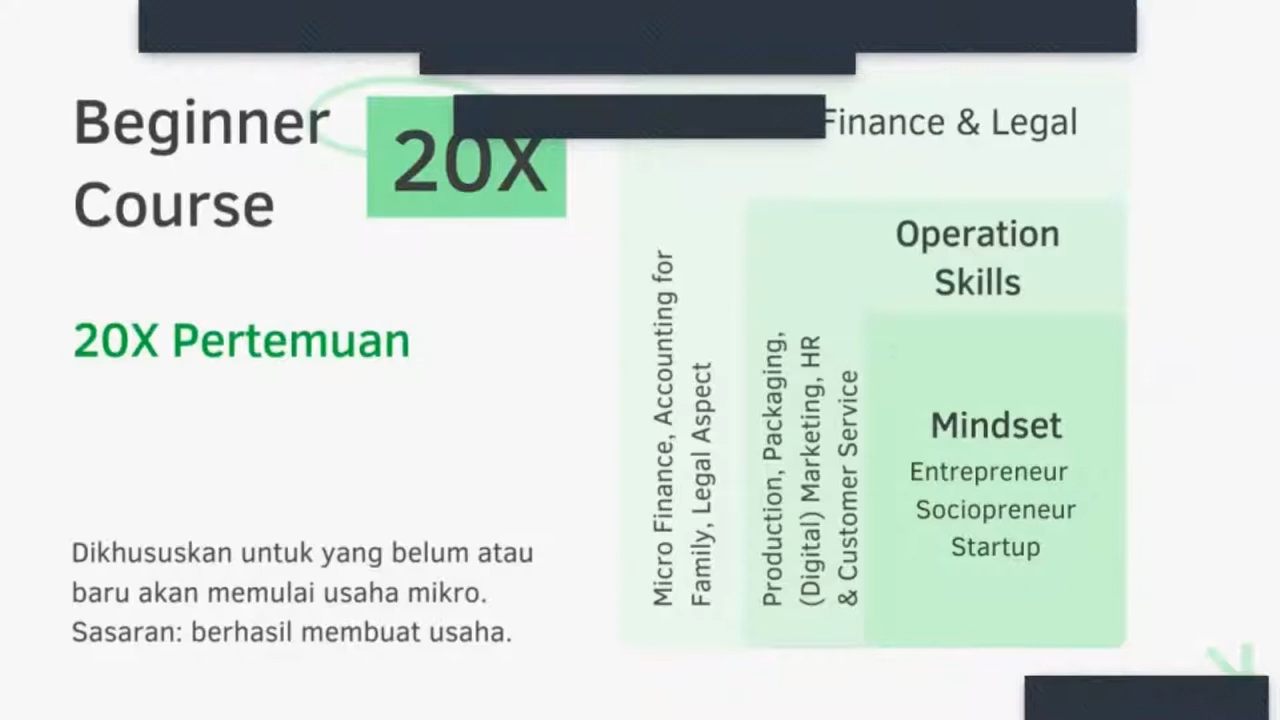 Beginner
Course
20X
20X Pertemuan
Dikhususkan untuk yang belum atau
baru akan memulai usaha mikro.
Sasaran: berhasil membuat usaha.
Finance & Legal
Micro Finance, Accounting for
Family, Legal Aspect
Operation
Skills
Production, Packaging,
(Digital) Marketing, HR
& Customer Service
Mindset
Entrepreneur
Sociopreneur
Startup